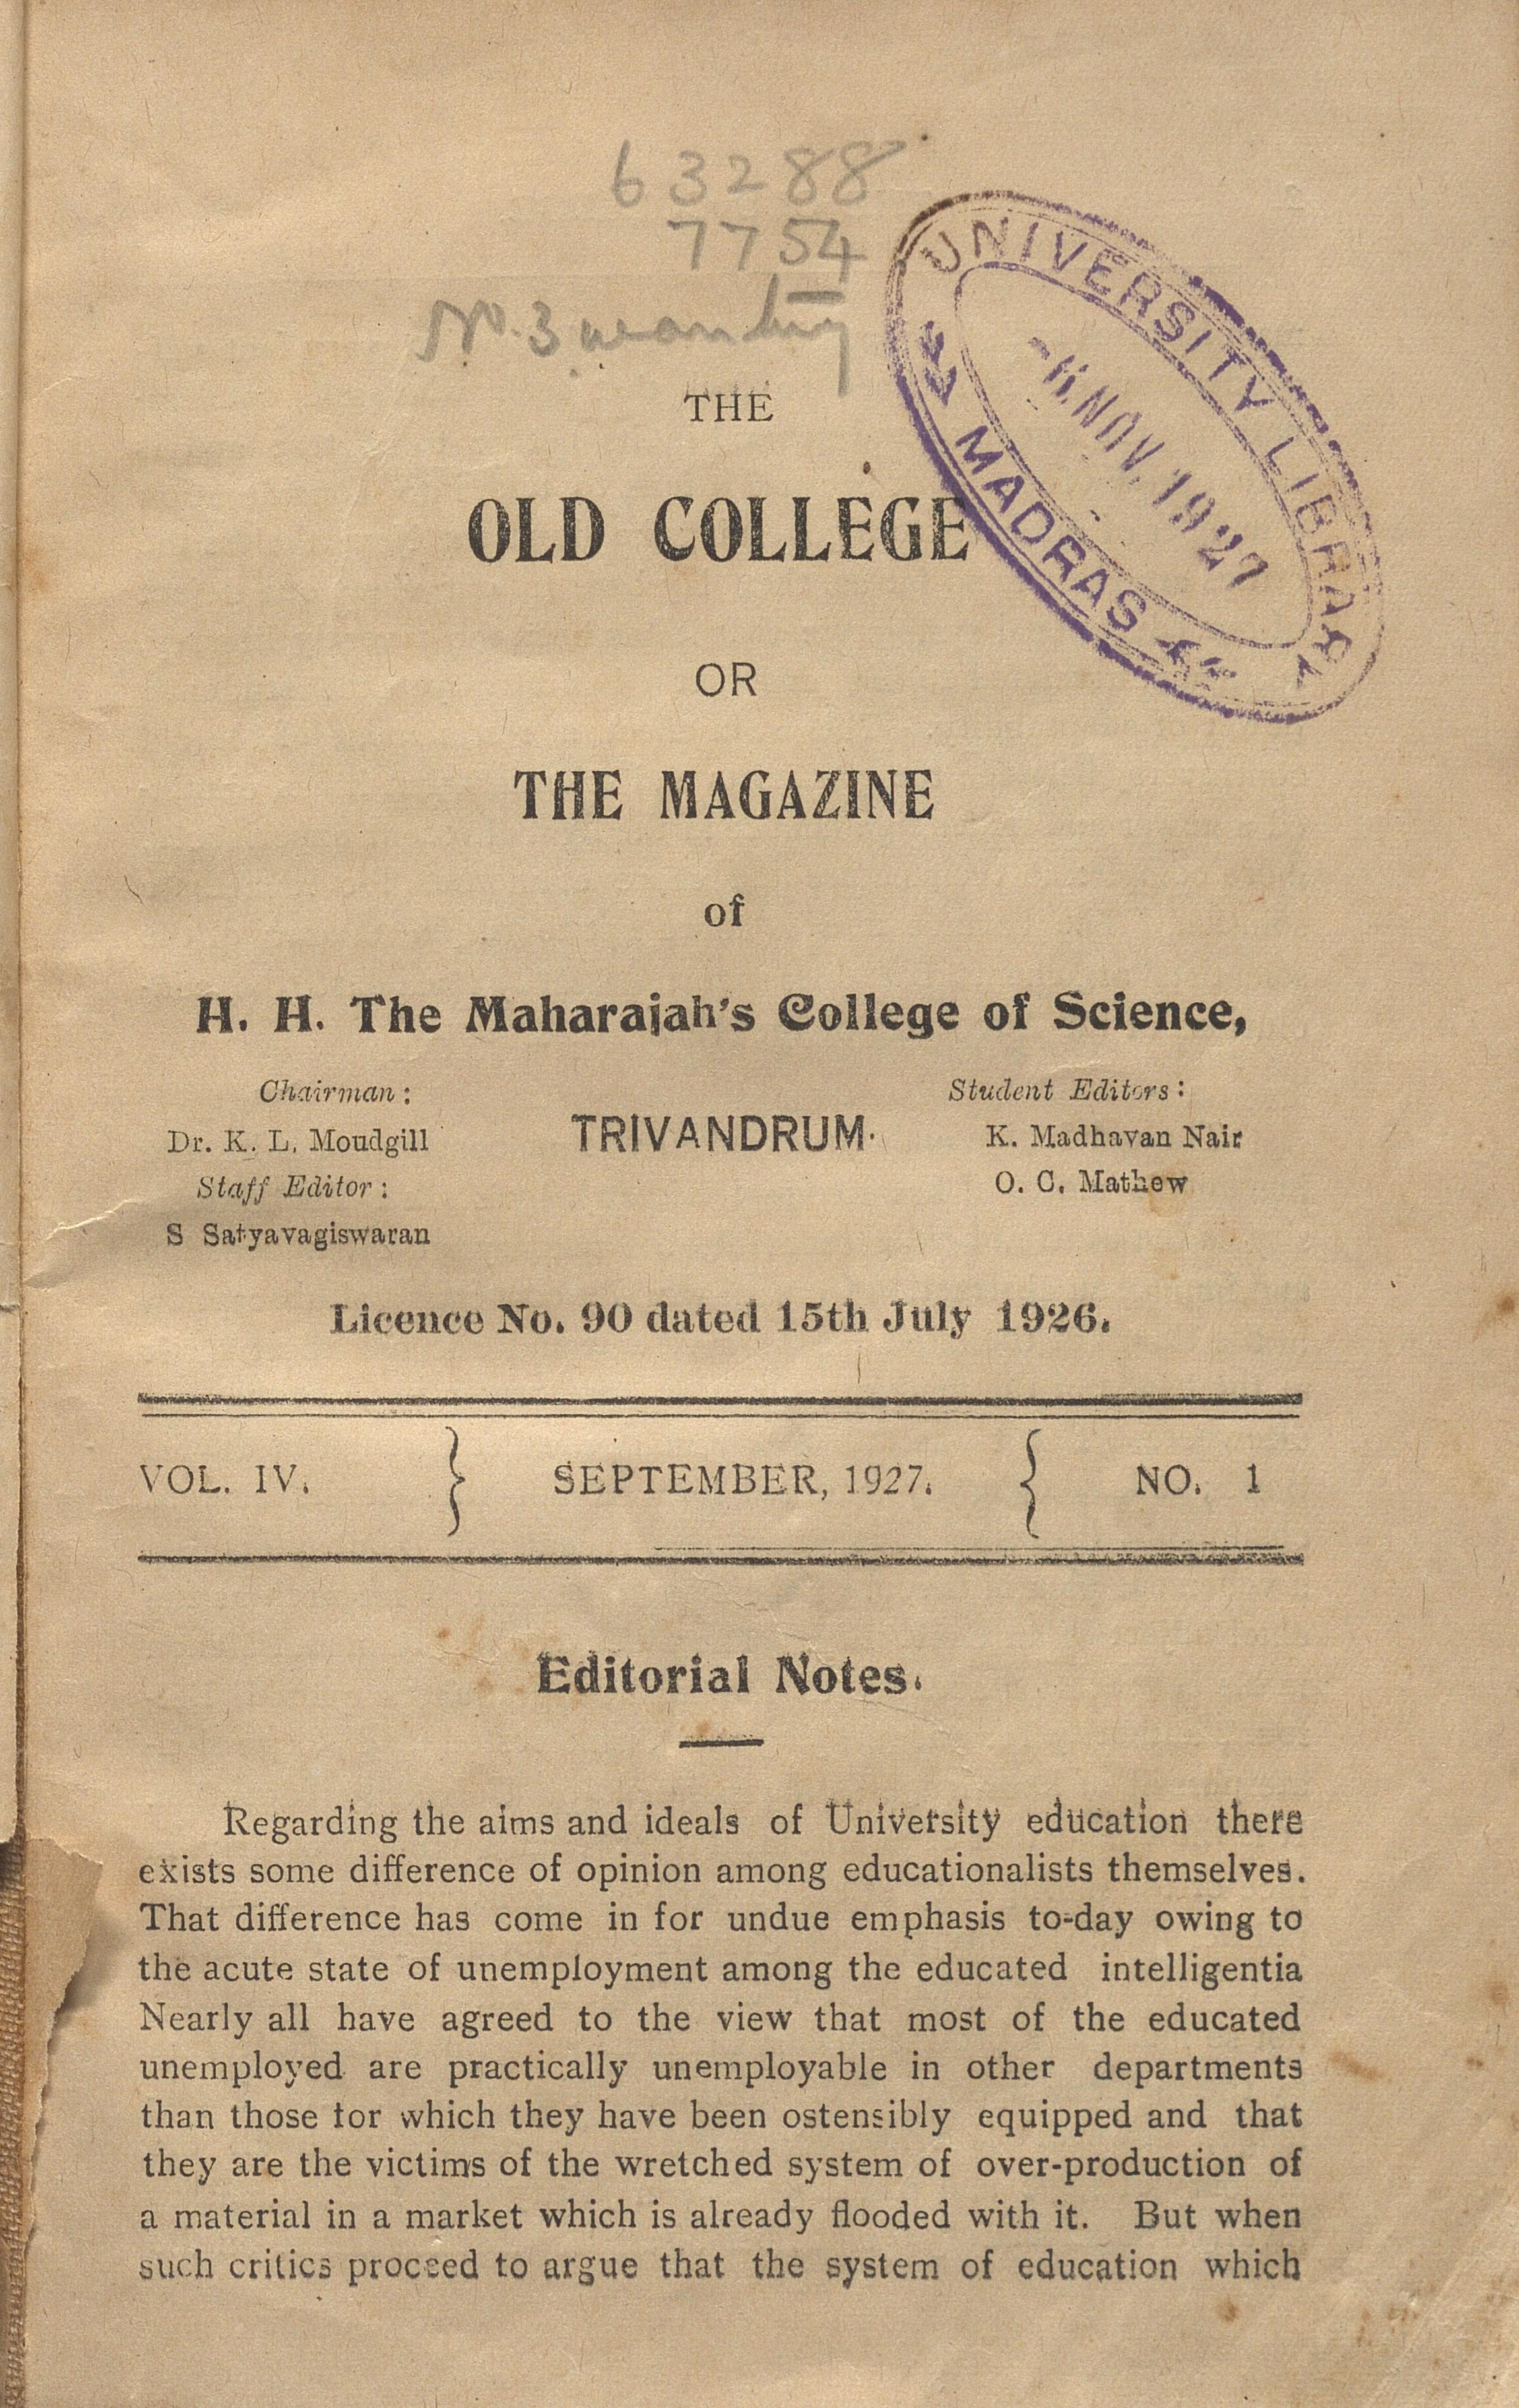 63288
7754
No. 3 wanting
THE
OLD COLLEGE
UNIVERSITY LIBRARY
NOV. 1927
MADRAS
OR
THE MAGAZINE
of
H. H. The Maharajah's College of Science,
Chairman:
Dr. K. L. Moudgill
Staff Editor:
S Satyavagiswaran
TRIVANDRUM.
Student Editors:
K. Madhavan Nair
O. C. Mathew
Licence No. 90 dated 15th July 1926.
VOL. IV. } SEPTEMBER, 1927. { NO. 1
Editorial Notes.
Regarding the aims and ideals of University education there
exists some difference of opinion among educationalists themselves.
That difference has come in for undue emphasis to-day owing to
the acute state of unemployment among the educated intelligentia
Nearly all have agreed to the view that most of the educated
unemployed are practically unemployable in other departments
than those for which they have been ostensibly equipped and that
they are the victims of the wretched system of over-production of
a material in a market which is already flooded with it. But when
such critics proceed to argue that the system of education which